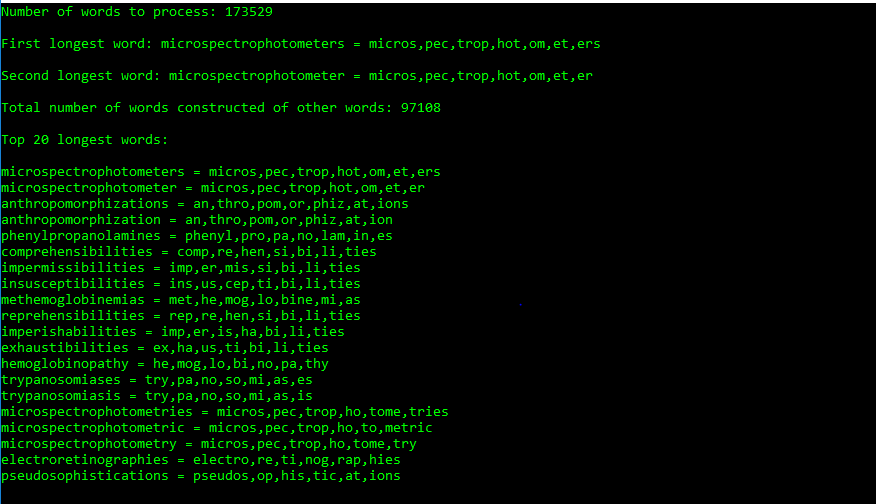 Number of words to process: 173529
First longest word: microspectrophotometers = micros,pec,trop,hot,om,et,ers
Second longest word: microspectrophotometer = micros,pec,trop,hot,om,et,er
Total number of words constructed of other words: 97108
Top 20 longest words:
microspectrophotometers = micros,pec,trop,hot,om,et,ers
microspectrophotometer = micros,pec,trop,hot,om,et,er
anthropomorphizations = an,thro,pom,or,phiz,at,ions
anthropomorphization = an,thro,pom,or,phiz,at,ion
phenylpropanolamines = phenyl,pro,pa,no,lam,in,es
comprehensibilities = comp,re,hen,si,bi,li,ties
impermissibilities = imp,er,mis,si,bi,li,ties
insusceptibilities = ins,us,cep,ti,bi,li,ties
methemoglobinemias = met,he,mog,lo,bine,mi,as
reprehensibilities = rep,re,hen,si,bi,li,ties
imperishabilities = imp,er,is,ha,bi,li,ties
exhaustibilities = ex,ha,us,ti,bi,li,ties
hemoglobinopathy = he,mog,lo,bi,no,pa,thy
trypanosomiases = try,pa,no,so,mi,as,es
trypanosomiasis = try,pa,no,so,mi,as,is
microspectrophotometries = micros,pec,trop,ho,tome,tries
microspectrophotometric = micros,pec,trop,ho,to,metric
microspectrophotometry = micros,pec,trop,ho,tome,try
electroretinographies = electro,re,ti,nog,rap,hies
pseudosophistications = pseudos,op,his,tic,at,ions